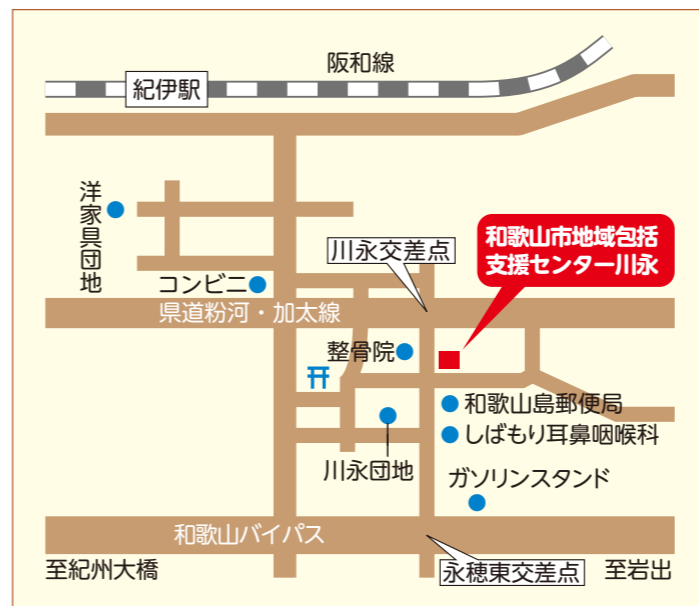 阪和線
紀伊駅
洋家具団地
和歌山市地域包括
支援センター川永
川永交差点
コンビニ
県道粉河・加太線
整骨院
和歌山島郵便局
しばもり耳鼻咽喉科
川永団地
ガソリンスタンド
和歌山バイパス
至紀州大橋
永穂東交差点
至岩出